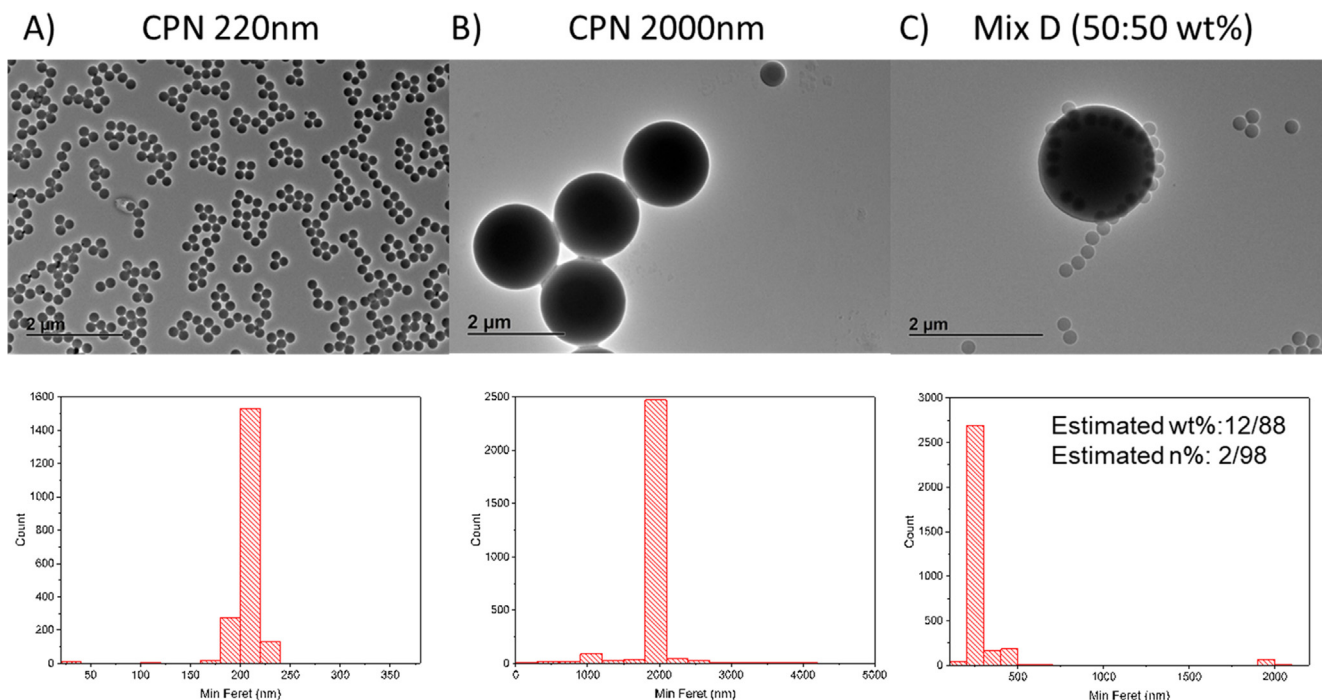 A) CPN 220nm
B) CPN 2000nm
C) Mix D (50:50 wt%)
2 µm
2 µm
2 µm
1600
1400
1200
1000
800
600
400
200
0
Count
50
100
150
200
250
300
350
Min Feret (nm)
2500
2000
1500
1000
500
0
Count
0
1000
2000
3000
4000
5000
Min Feret (nm)
Estimated wt%:12/88
Estimated n%: 2/98
3000
2500
2000
1500
1000
500
0
Count
500
1000
1500
2000
Min Feret (nm)